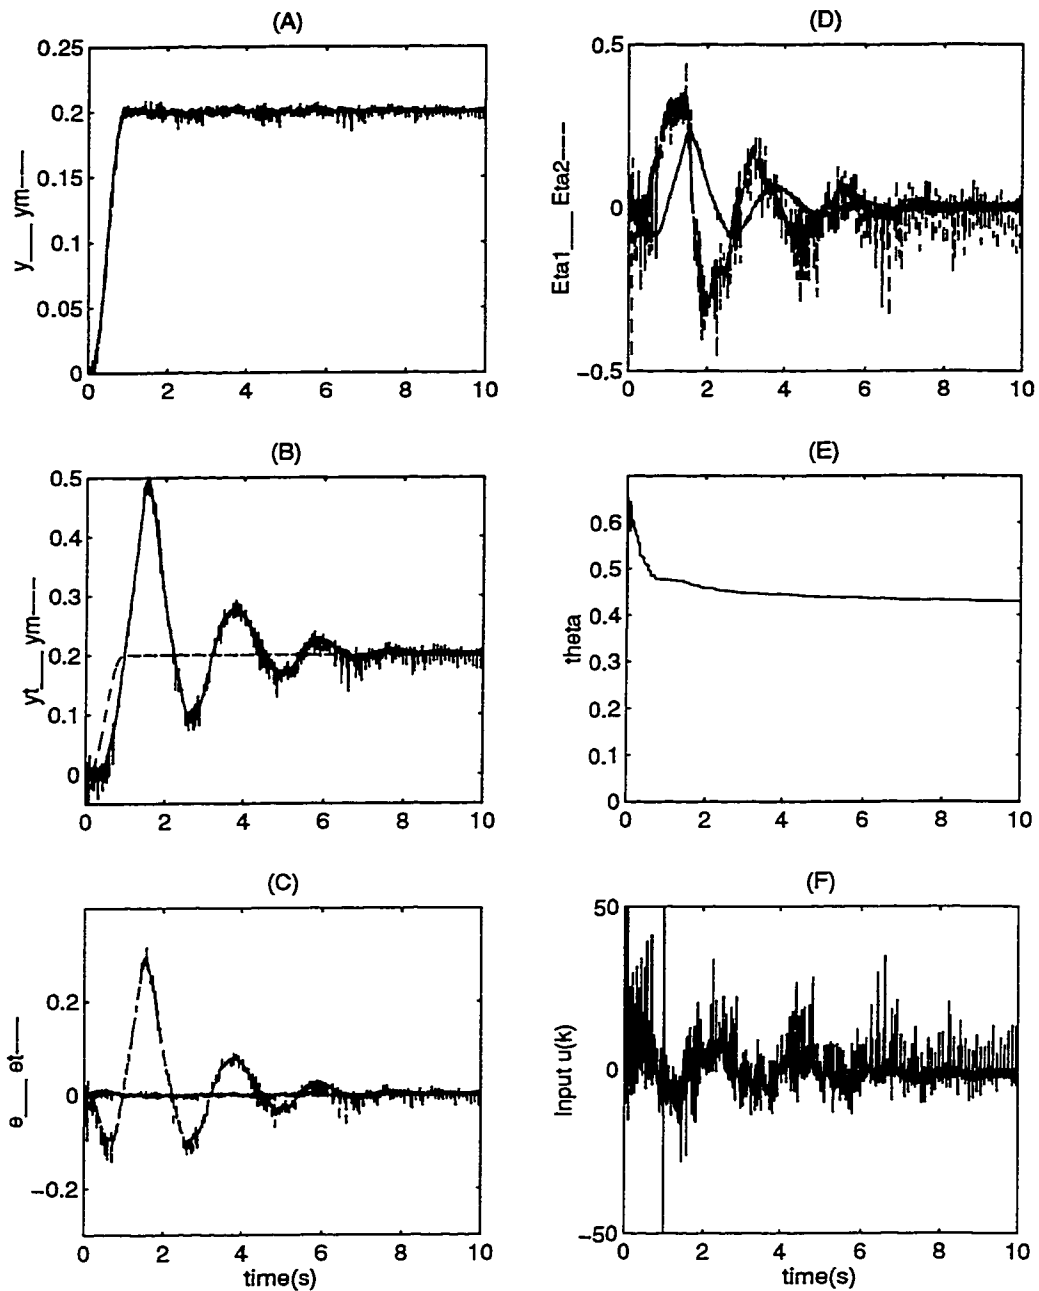 (A)
0.25
0.2
0.15
0.1
0.05
0
y___ ym----
0 2 4 6 8 10
(D)
0.5
0
−0.5
Eta1___ Eta2----
0 2 4 6 8 10
(B)
0.5
0.4
0.3
0.2
0.1
0
yt___ ym----
0 2 4 6 8 10
(E)
0.6
0.5
0.4
0.3
0.2
0.1
0
theta
0 2 4 6 8 10
(C)
0.2
0
−0.2
e___ et----
0 2 4 6 8 10
time(s)
(F)
50
0
−50
Input u(k)
0 2 4 6 8 10
time(s)